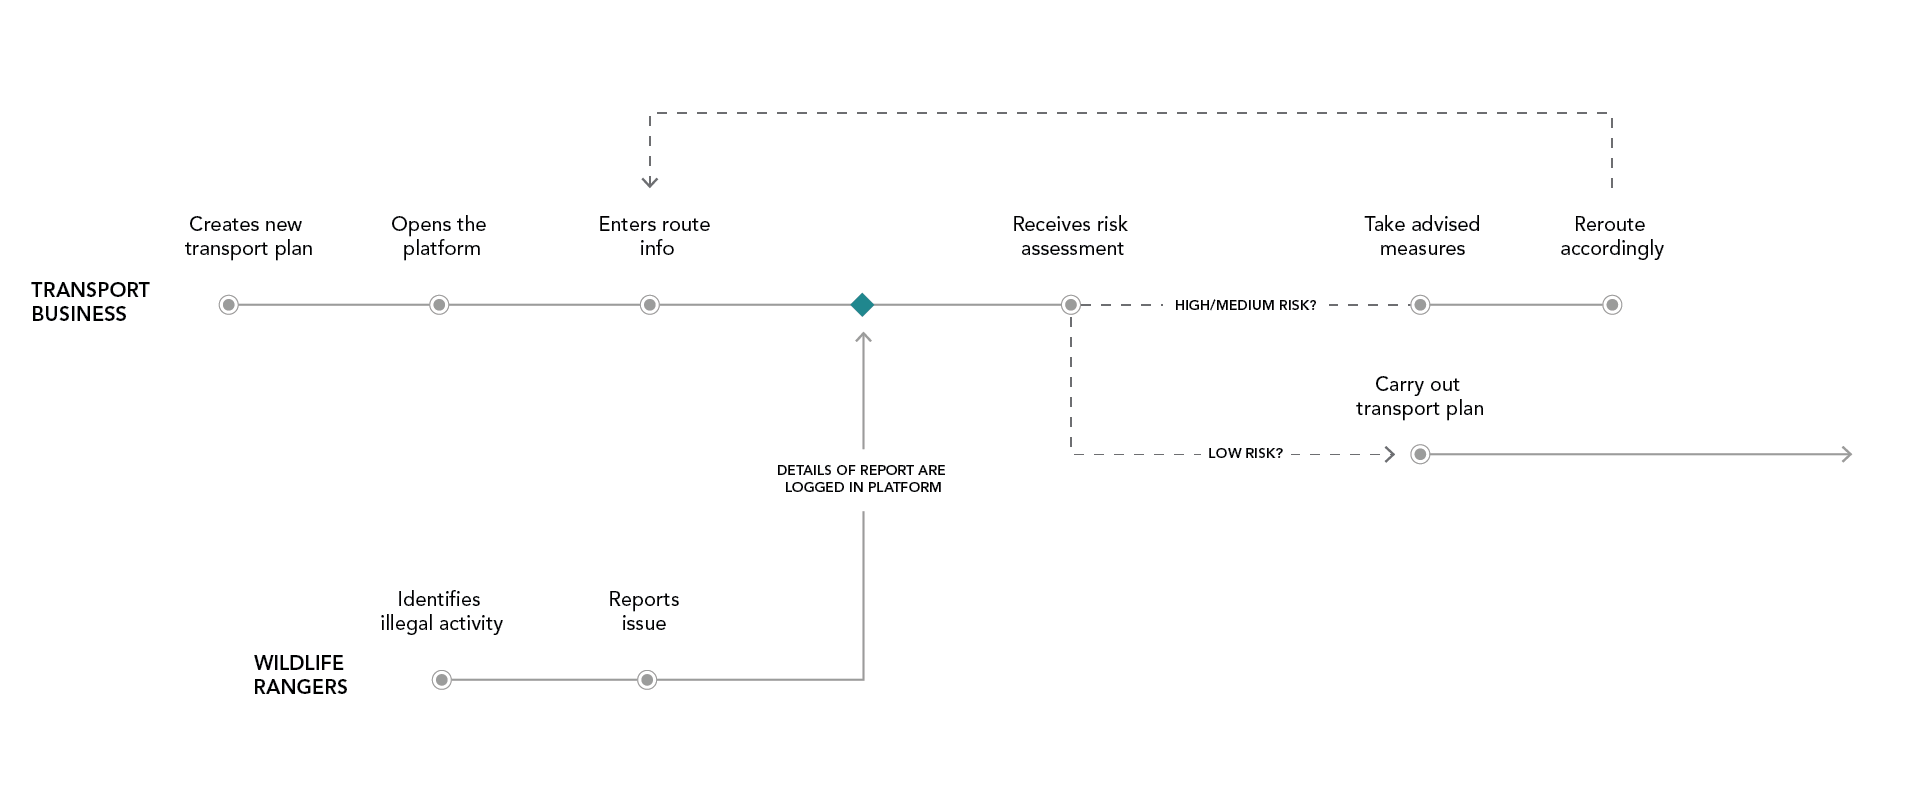 Creates new
transport plan
Opens the
platform
Enters route
info
Receives risk
assessment
Take advised
measures
Reroute
accordingly
TRANSPORT
BUSINESS
HIGH/MEDIUM RISK?
Carry out
transport plan
LOW RISK?
DETAILS OF REPORT ARE
LOGGED IN PLATFORM
Identifies
illegal activity
Reports
issue
WILDLIFE
RANGERS